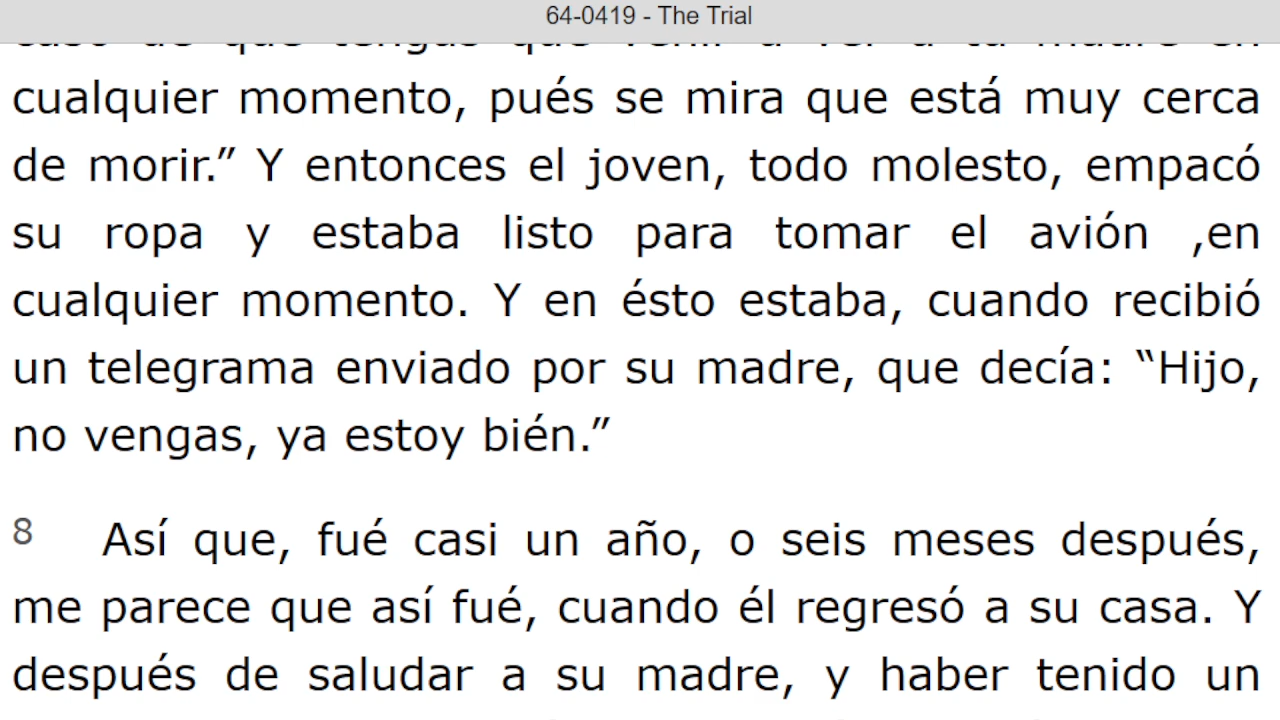 64-0419 - The Trial
cualquier momento, pués se mira que está muy cerca
de morir.” Y entonces el joven, todo molesto, empacó
su ropa y estaba listo para tomar el avión ,en
cualquier momento. Y en ésto estaba, cuando recibió
un telegrama enviado por su madre, que decía: “Hijo,
no vengas, ya estoy bién.”
8 Así que, fué casi un año, o seis meses después,
me parece que así fué, cuando él regresó a su casa. Y
después de saludar a su madre, y haber tenido un